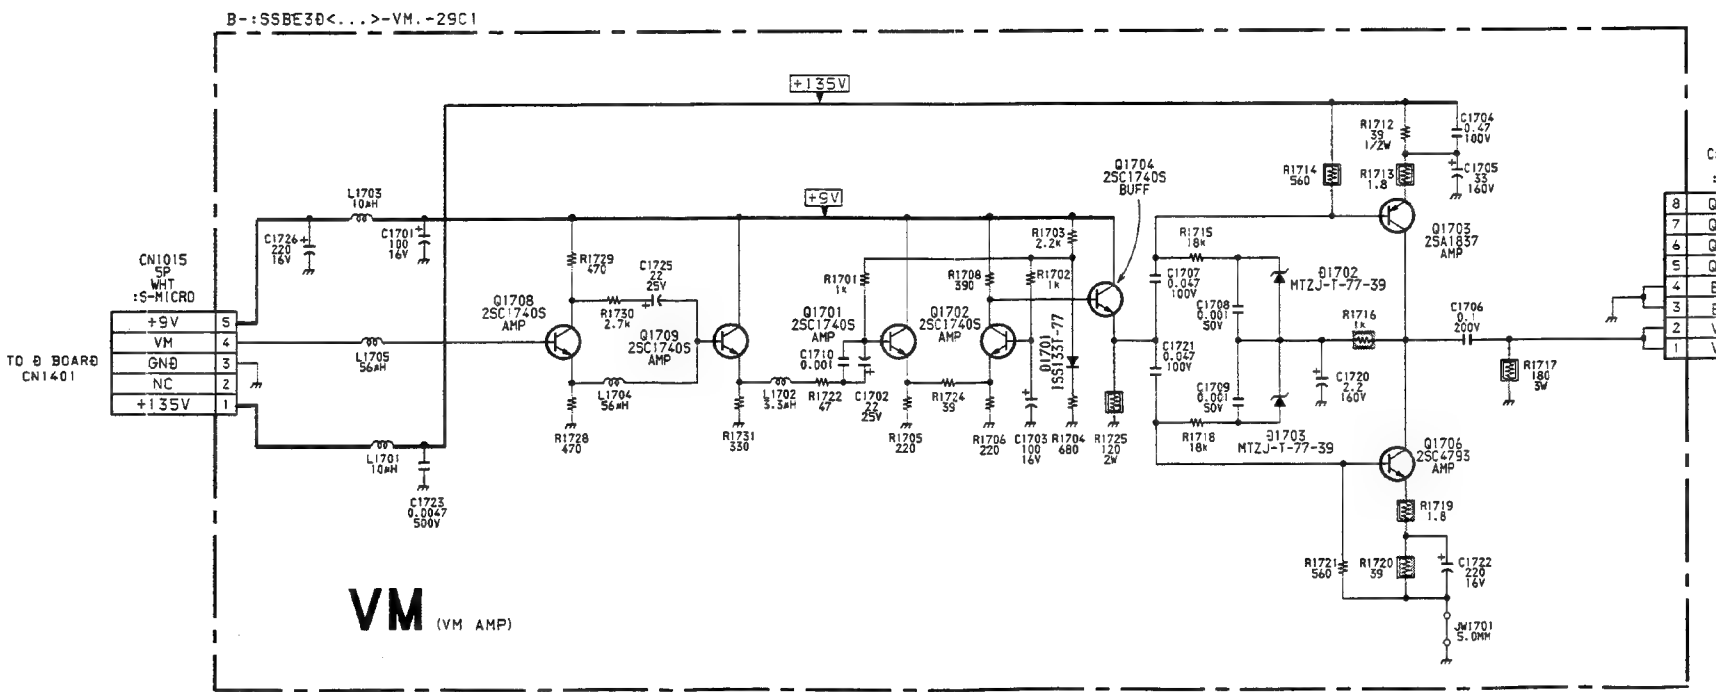 B-:SSBE3D<...>-VM.-29C1
+135V
+9V
L1703
10µH
C1726
220
16V
C1701
100
16V
CN1015
5P
WHT
:S-MICRO
+9V 5
VM 4
GND 3
NC 2
+135V 1
TO D BOARD
CN1401
L1705
56µH
L1701
10µH
C1723
0.0047
500V
R1729
470
C1725
22
25V
Q1708
2SC1740S
AMP
R1730
2.7k
Q1709
2SC1740S
AMP
L1704
56µH
R1728
470
R1731
330
L1702
3.3µH
R1722
47
R1701
1k
Q1701
2SC1740S
AMP
C1710
0.001
C1702
22
25V
R1705
220
R1724
39
R1708
390
Q1702
2SC1740S
AMP
R1706
220
R1703
2.2k
R1702
1k
C1703
100
16V
D1701
1SS133T-77
R1704
680
Q1704
2SC1740S
BUFF
R1725
120
2W
R1714
560
R1712
39
1/2W
R1713
1.8
C1704
0.47
100V
C1705
33
160V
Q1703
2SA1837
AMP
R1715
18k
C1707
0.047
100V
C1708
0.001
50V
D1702
MTZJ-T-77-39
C1721
0.047
100V
C1709
0.001
50V
R1718
18k
D1703
MTZJ-T-77-39
R1716
1k
C1720
2.2
160V
C1706
0.1
200V
R1717
180
3W
Q1706
2SC4793
AMP
R1719
1.8
R1721
560
R1720
39
C1722
220
16V
JW1701
5.0MM
8
7
6
5
4
3
2
1
VM (VM AMP)